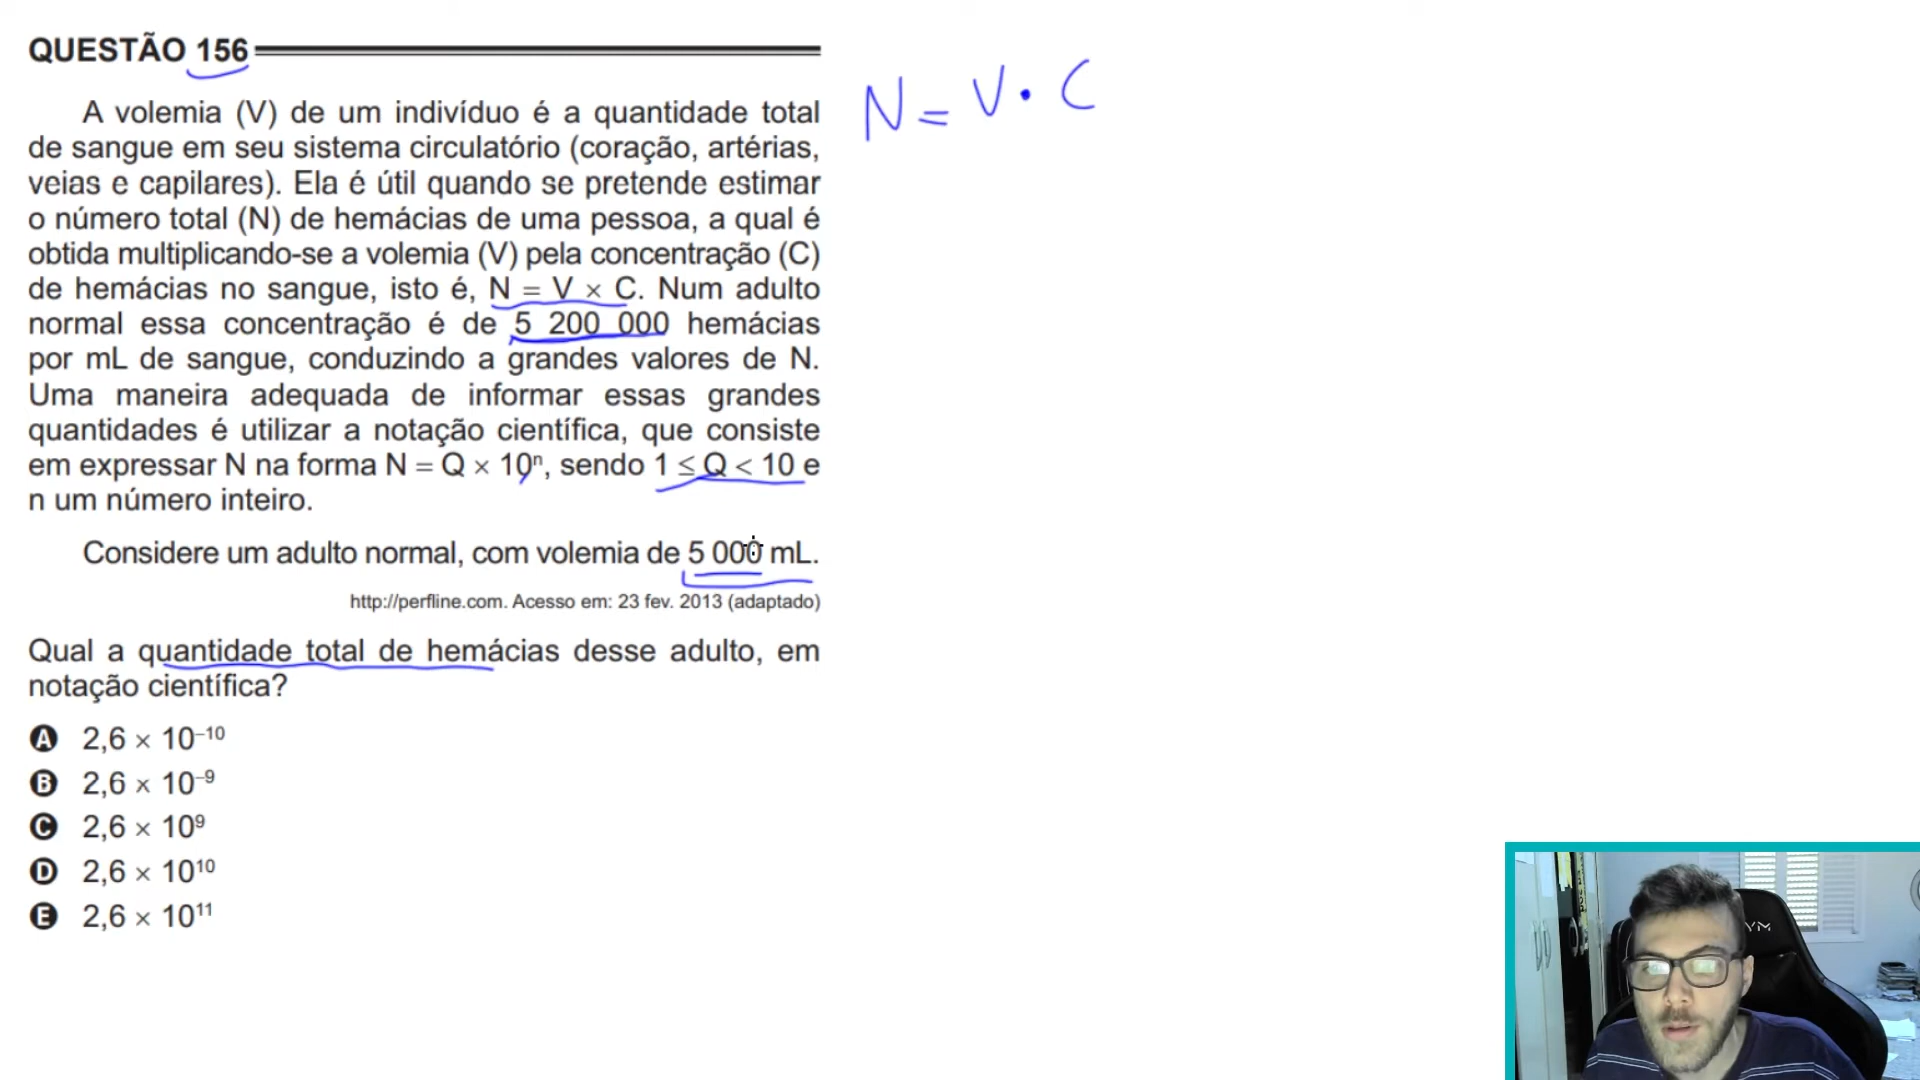 QUESTÃO 156
N = V · C
A volemia (V) de um indivíduo é a quantidade total
de sangue em seu sistema circulatório (coração, artérias,
veias e capilares). Ela é útil quando se pretende estimar
o número total (N) de hemácias de uma pessoa, a qual é
obtida multiplicando-se a volemia (V) pela concentração (C)
de hemácias no sangue, isto é, N = V × C. Num adulto
normal essa concentração é de 5 200 000 hemácias
por mL de sangue, conduzindo a grandes valores de N.
Uma maneira adequada de informar essas grandes
quantidades é utilizar a notação científica, que consiste
em expressar N na forma N = Q × 10ⁿ, sendo 1 ≤ Q < 10 e
n um número inteiro.
Considere um adulto normal, com volemia de 5 000 mL.
http://perfline.com. Acesso em: 23 fev. 2013 (adaptado)
Qual a quantidade total de hemácias desse adulto, em
notação científica?
A 2,6 × 10⁻¹⁰
B 2,6 × 10⁻⁹
C 2,6 × 10⁹
D 2,6 × 10¹⁰
E 2,6 × 10¹¹
YM